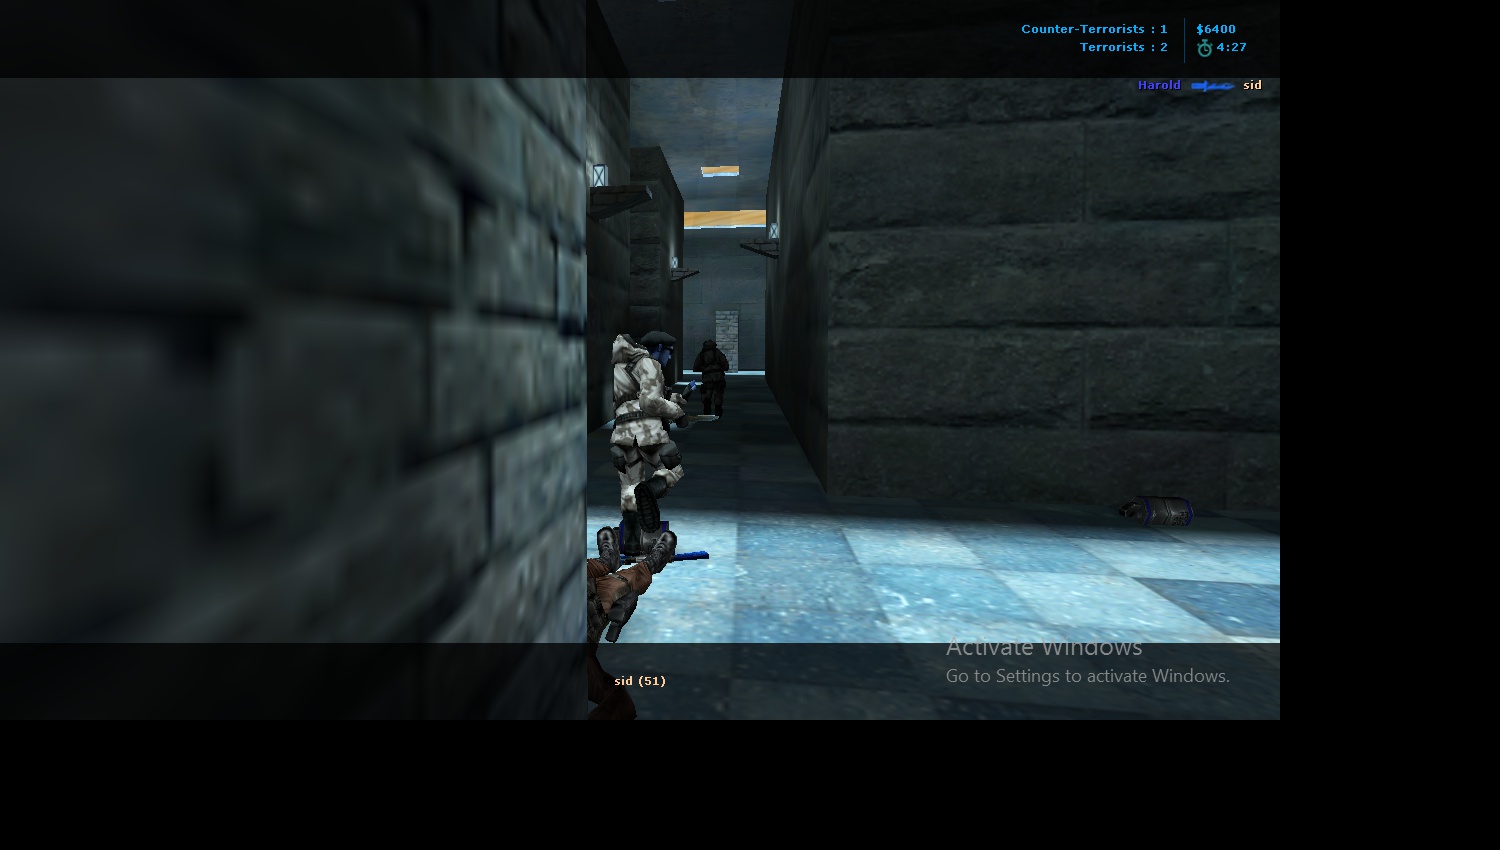 Counter-Terrorists : 1 $6400
Terrorists : 2 4:27
Harold sid
Activate Windows
Go to Settings to activate Windows.
sid (51)